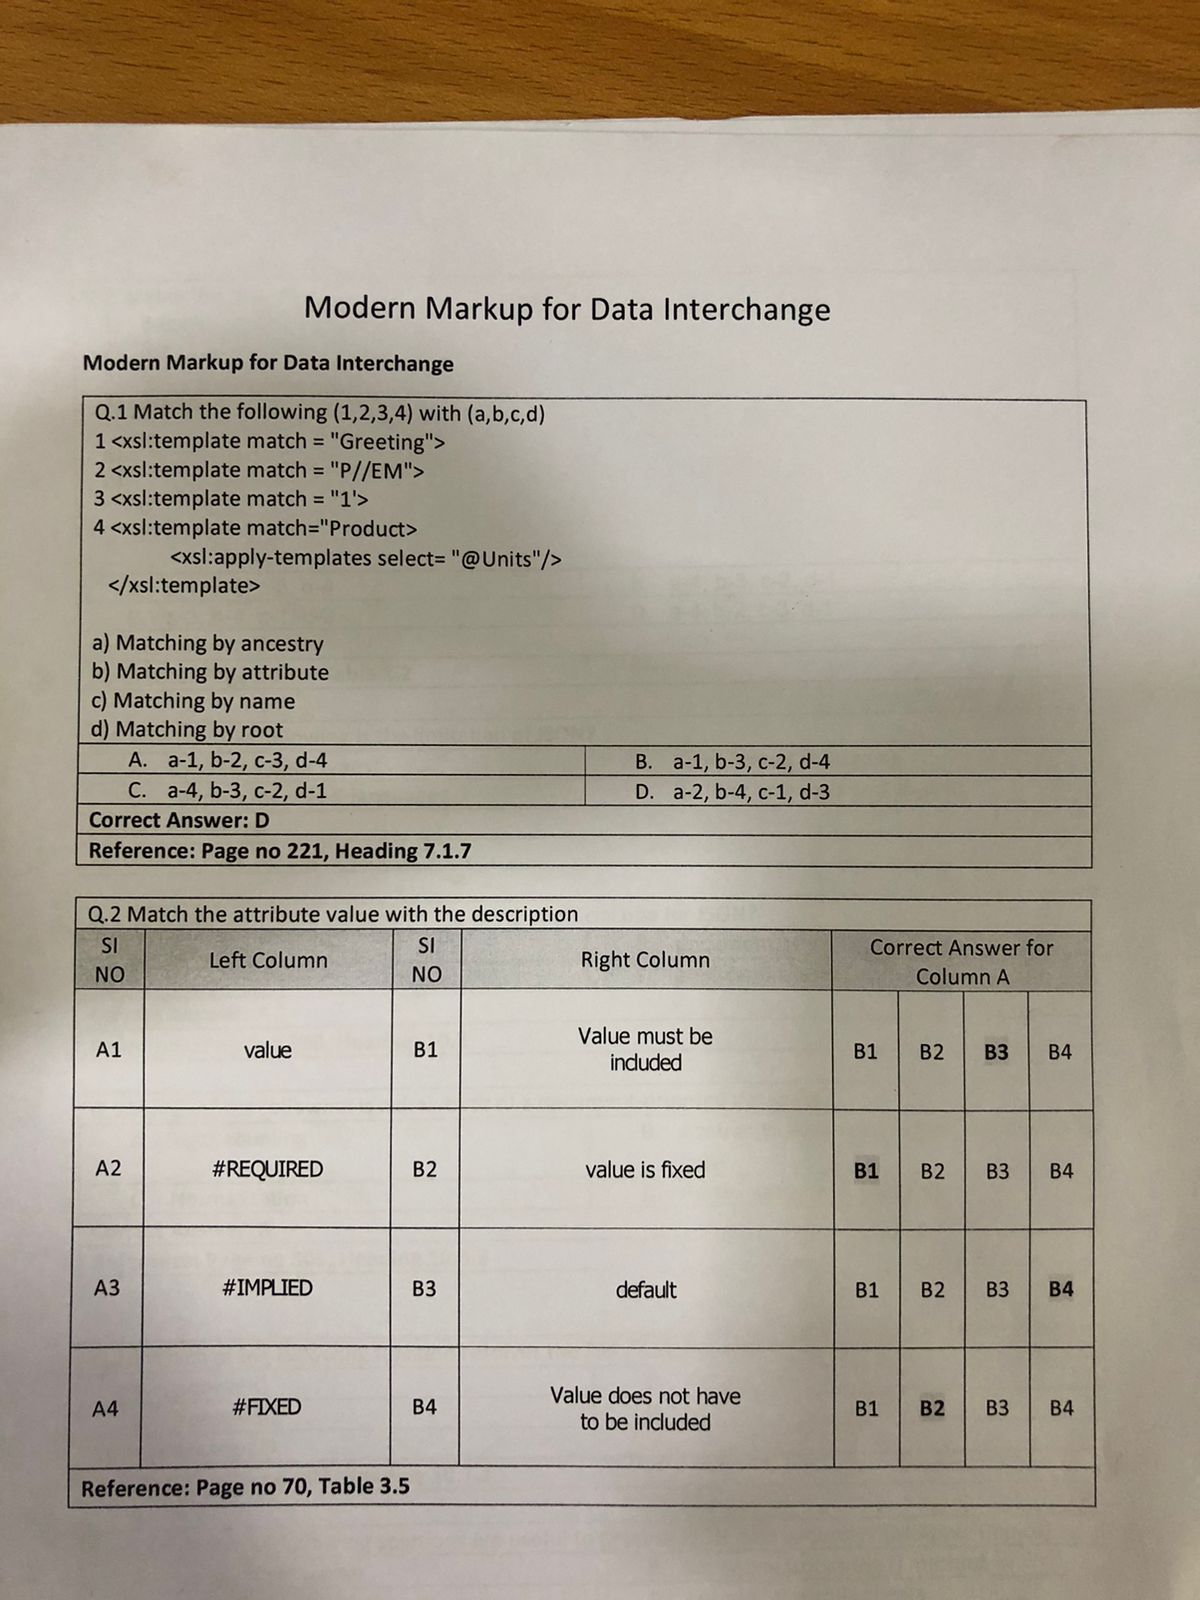 Modern Markup for Data Interchange
Modern Markup for Data Interchange
Q.1 Match the following (1,2,3,4) with (a,b,c,d)
1 <xsl:template match = "Greeting">
2 <xsl:template match = "P//EM">
3 <xsl:template match = "1'>
4 <xsl:template match="Product>
<xsl:apply-templates select= "@Units"/>
</xsl:template>
a) Matching by ancestry
b) Matching by attribute
c) Matching by name
d) Matching by root
A. a-1, b-2, c-3, d-4 B. a-1, b-3, c-2, d-4
C. a-4, b-3, c-2, d-1 D. a-2, b-4, c-1, d-3
Correct Answer: D
Reference: Page no 221, Heading 7.1.7
Q.2 Match the attribute value with the description
SI NO Left Column SI NO Right Column Correct Answer for Column A
A1 value B1 Value must be included B1 B2 B3 B4
A2 #REQUIRED B2 value is fixed B1 B2 B3 B4
A3 #IMPLIED B3 default B1 B2 B3 B4
A4 #FIXED B4 Value does not have to be included B1 B2 B3 B4
Reference: Page no 70, Table 3.5